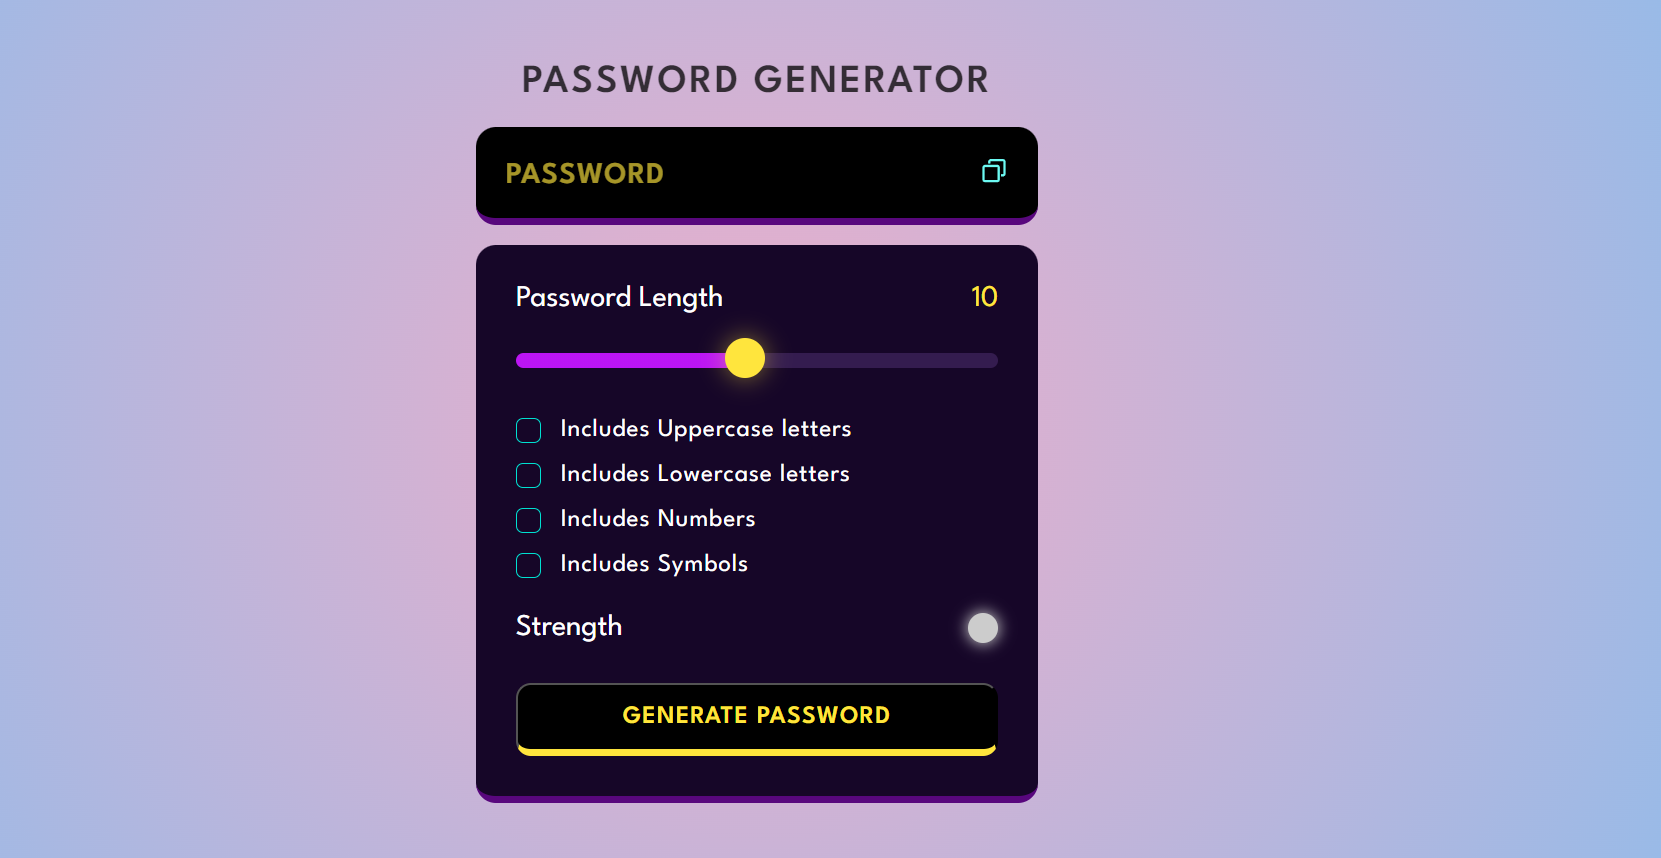 PASSWORD GENERATOR
PASSWORD
Password Length 10
Includes Uppercase letters
Includes Lowercase letters
Includes Numbers
Includes Symbols
Strength
GENERATE PASSWORD